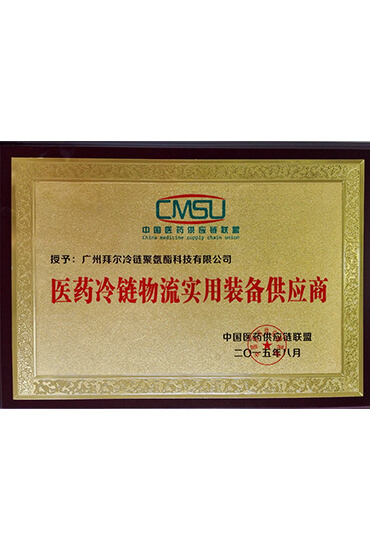 CMSU
中国医药供应链联盟
China medicine supply chain union
授予：广州拜尔冷链聚氨酯科技有限公司
医药冷链物流实用装备供应商
中国医药供应链联盟
二〇一五年八月